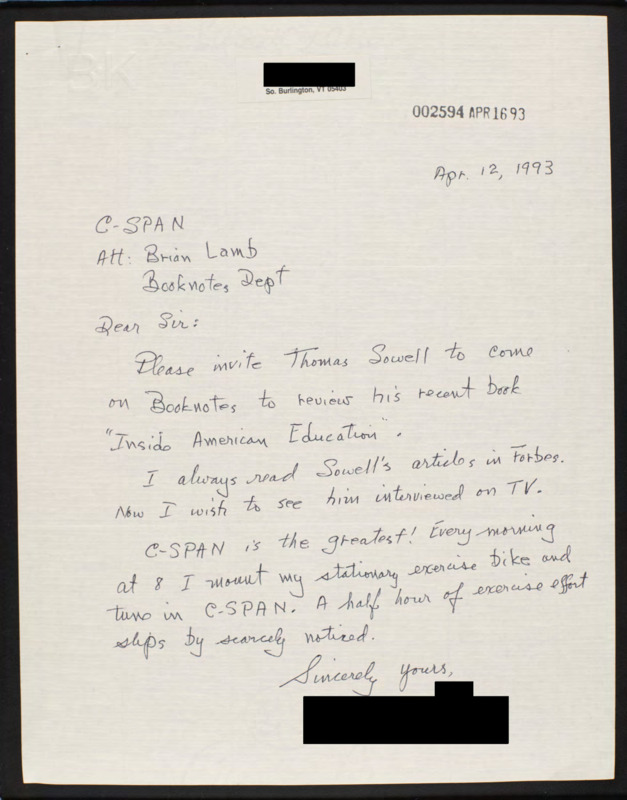 So. Burlington, VT 05403
002594 APR1693
Apr. 12, 1993
C-SPAN
Att: Brian Lamb
Booknotes Dept
Dear Sir:
Please invite Thomas Sowell to come
on Booknotes to review his recent book
"Inside American Education".
I always read Sowell's articles in Forbes.
Now I wish to see him interviewed on TV.
C-SPAN is the greatest! Every morning
at 8 I mount my stationary exercise bike and
tune in C-SPAN. A half hour of exercise effort
slips by scarcely noticed.
Sincerely yours,